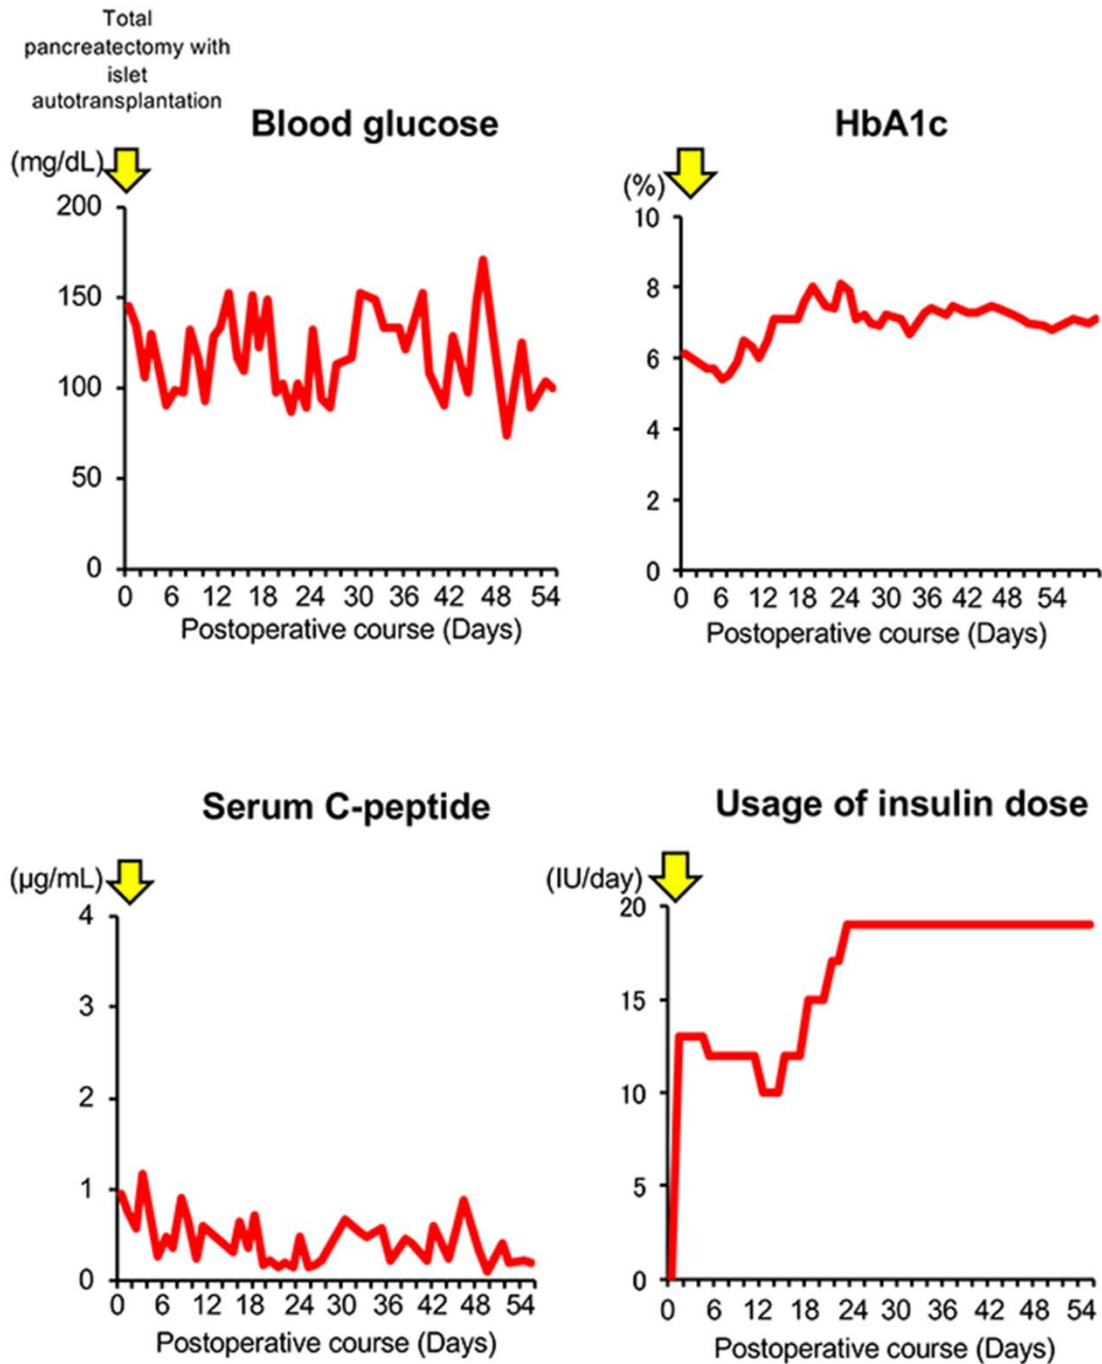 Total
pancreatectomy with
islet
autotransplantation
Blood glucose
(mg/dL)
200
150
100
50
0
0 6 12 18 24 30 36 42 48 54
Postoperative course (Days)
HbA1c
(%)
10
8
6
4
2
0
0 6 12 18 24 30 36 42 48 54
Postoperative course (Days)
Serum C-peptide
(µg/mL)
4
3
2
1
0
0 6 12 18 24 30 36 42 48 54
Postoperative course (Days)
Usage of insulin dose
(IU/day)
20
15
10
5
0
0 6 12 18 24 30 36 42 48 54
Postoperative course (Days)